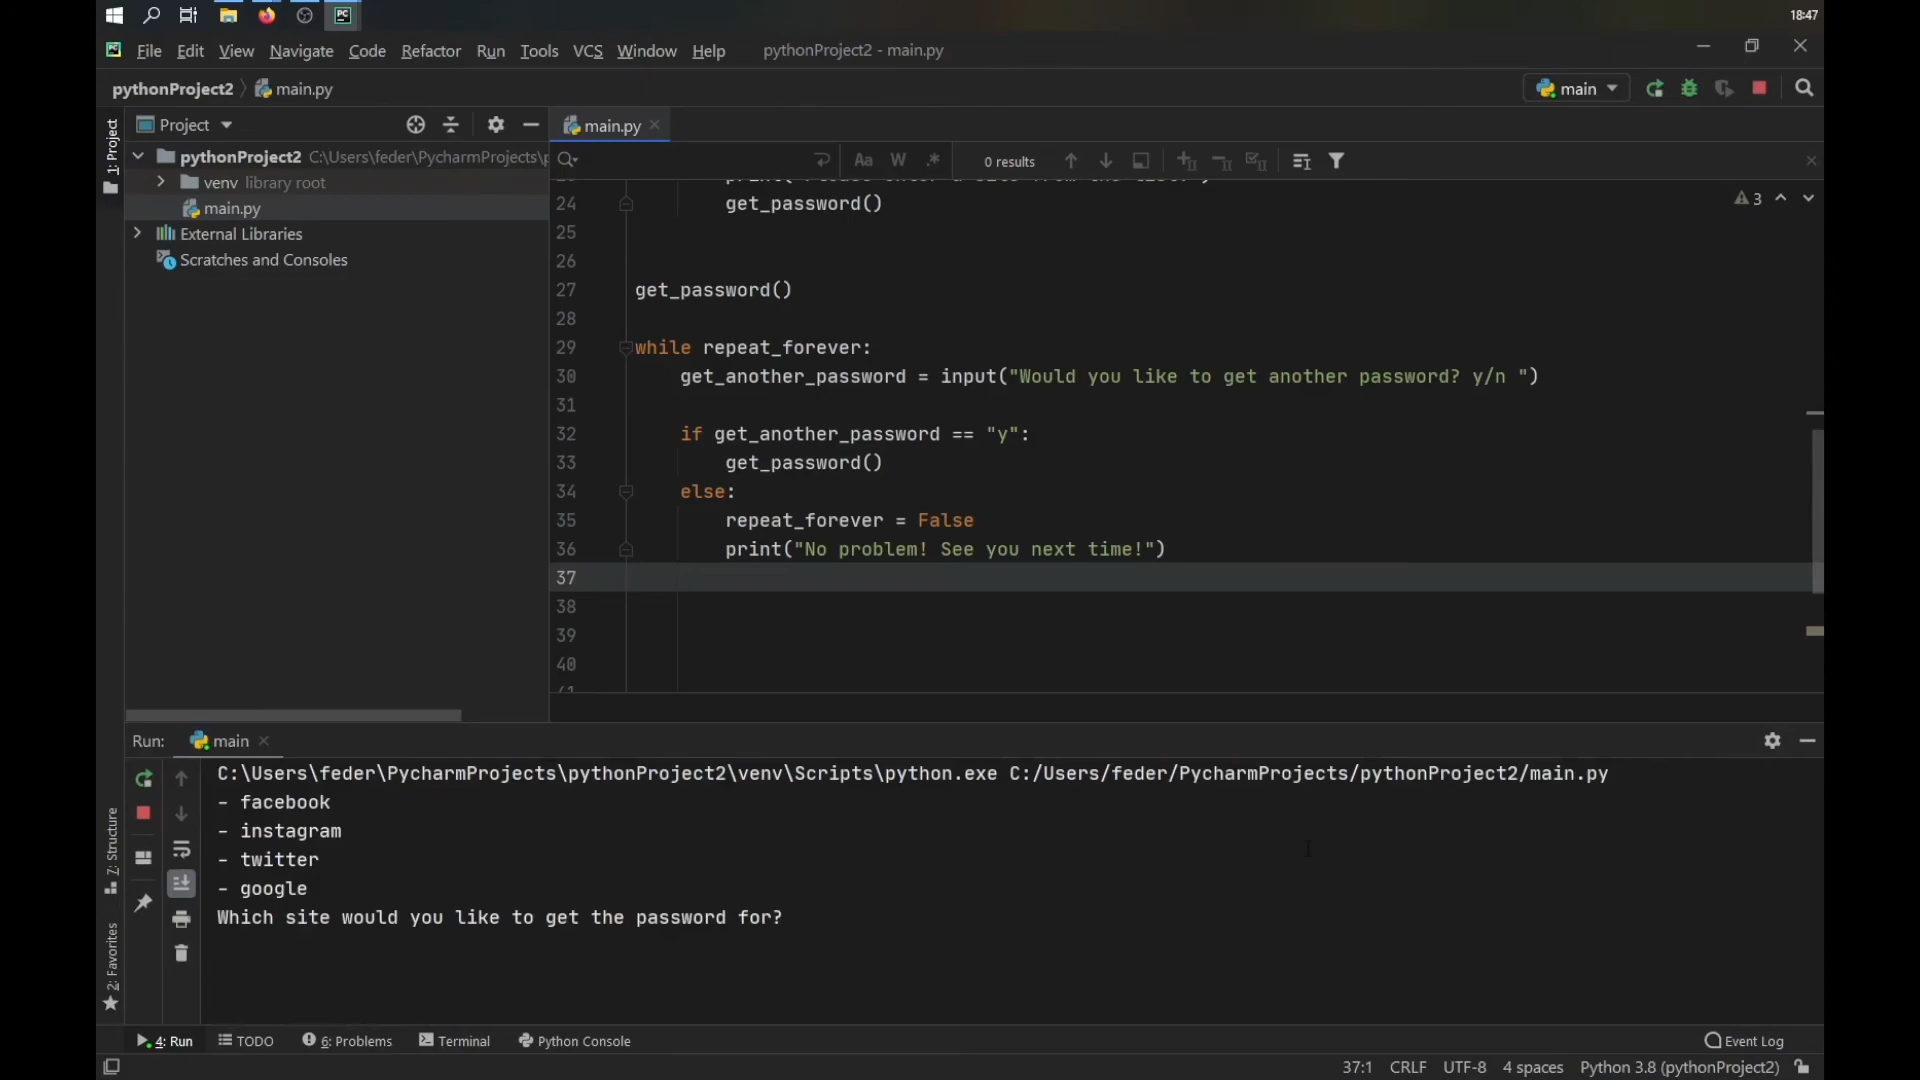 18:47
File Edit View Navigate Code Refactor Run Tools VCS Window Help pythonProject2 - main.py
pythonProject2 main.py
main
1: Project
Project
main.py
pythonProject2 C:\Users\feder\PycharmProjects\p
venv library root
main.py
External Libraries
Scratches and Consoles
Aa W .* 0 results
3
24 get_password()
25
26
27 get_password()
28
29 while repeat_forever:
30 get_another_password = input("Would you like to get another password? y/n ")
31
32 if get_another_password == "y":
33 get_password()
34 else:
35 repeat_forever = False
36 print("No problem! See you next time!")
37
38
39
40
Run: main
C:\Users\feder\PycharmProjects\pythonProject2\venv\Scripts\python.exe C:/Users/feder/PycharmProjects/pythonProject2/main.py
- facebook
- instagram
- twitter
- google
Which site would you like to get the password for?
Z: Structure
2: Favorites
4: Run TODO 6: Problems Terminal Python Console Event Log
37:1 CRLF UTF-8 4 spaces Python 3.8 (pythonProject2)